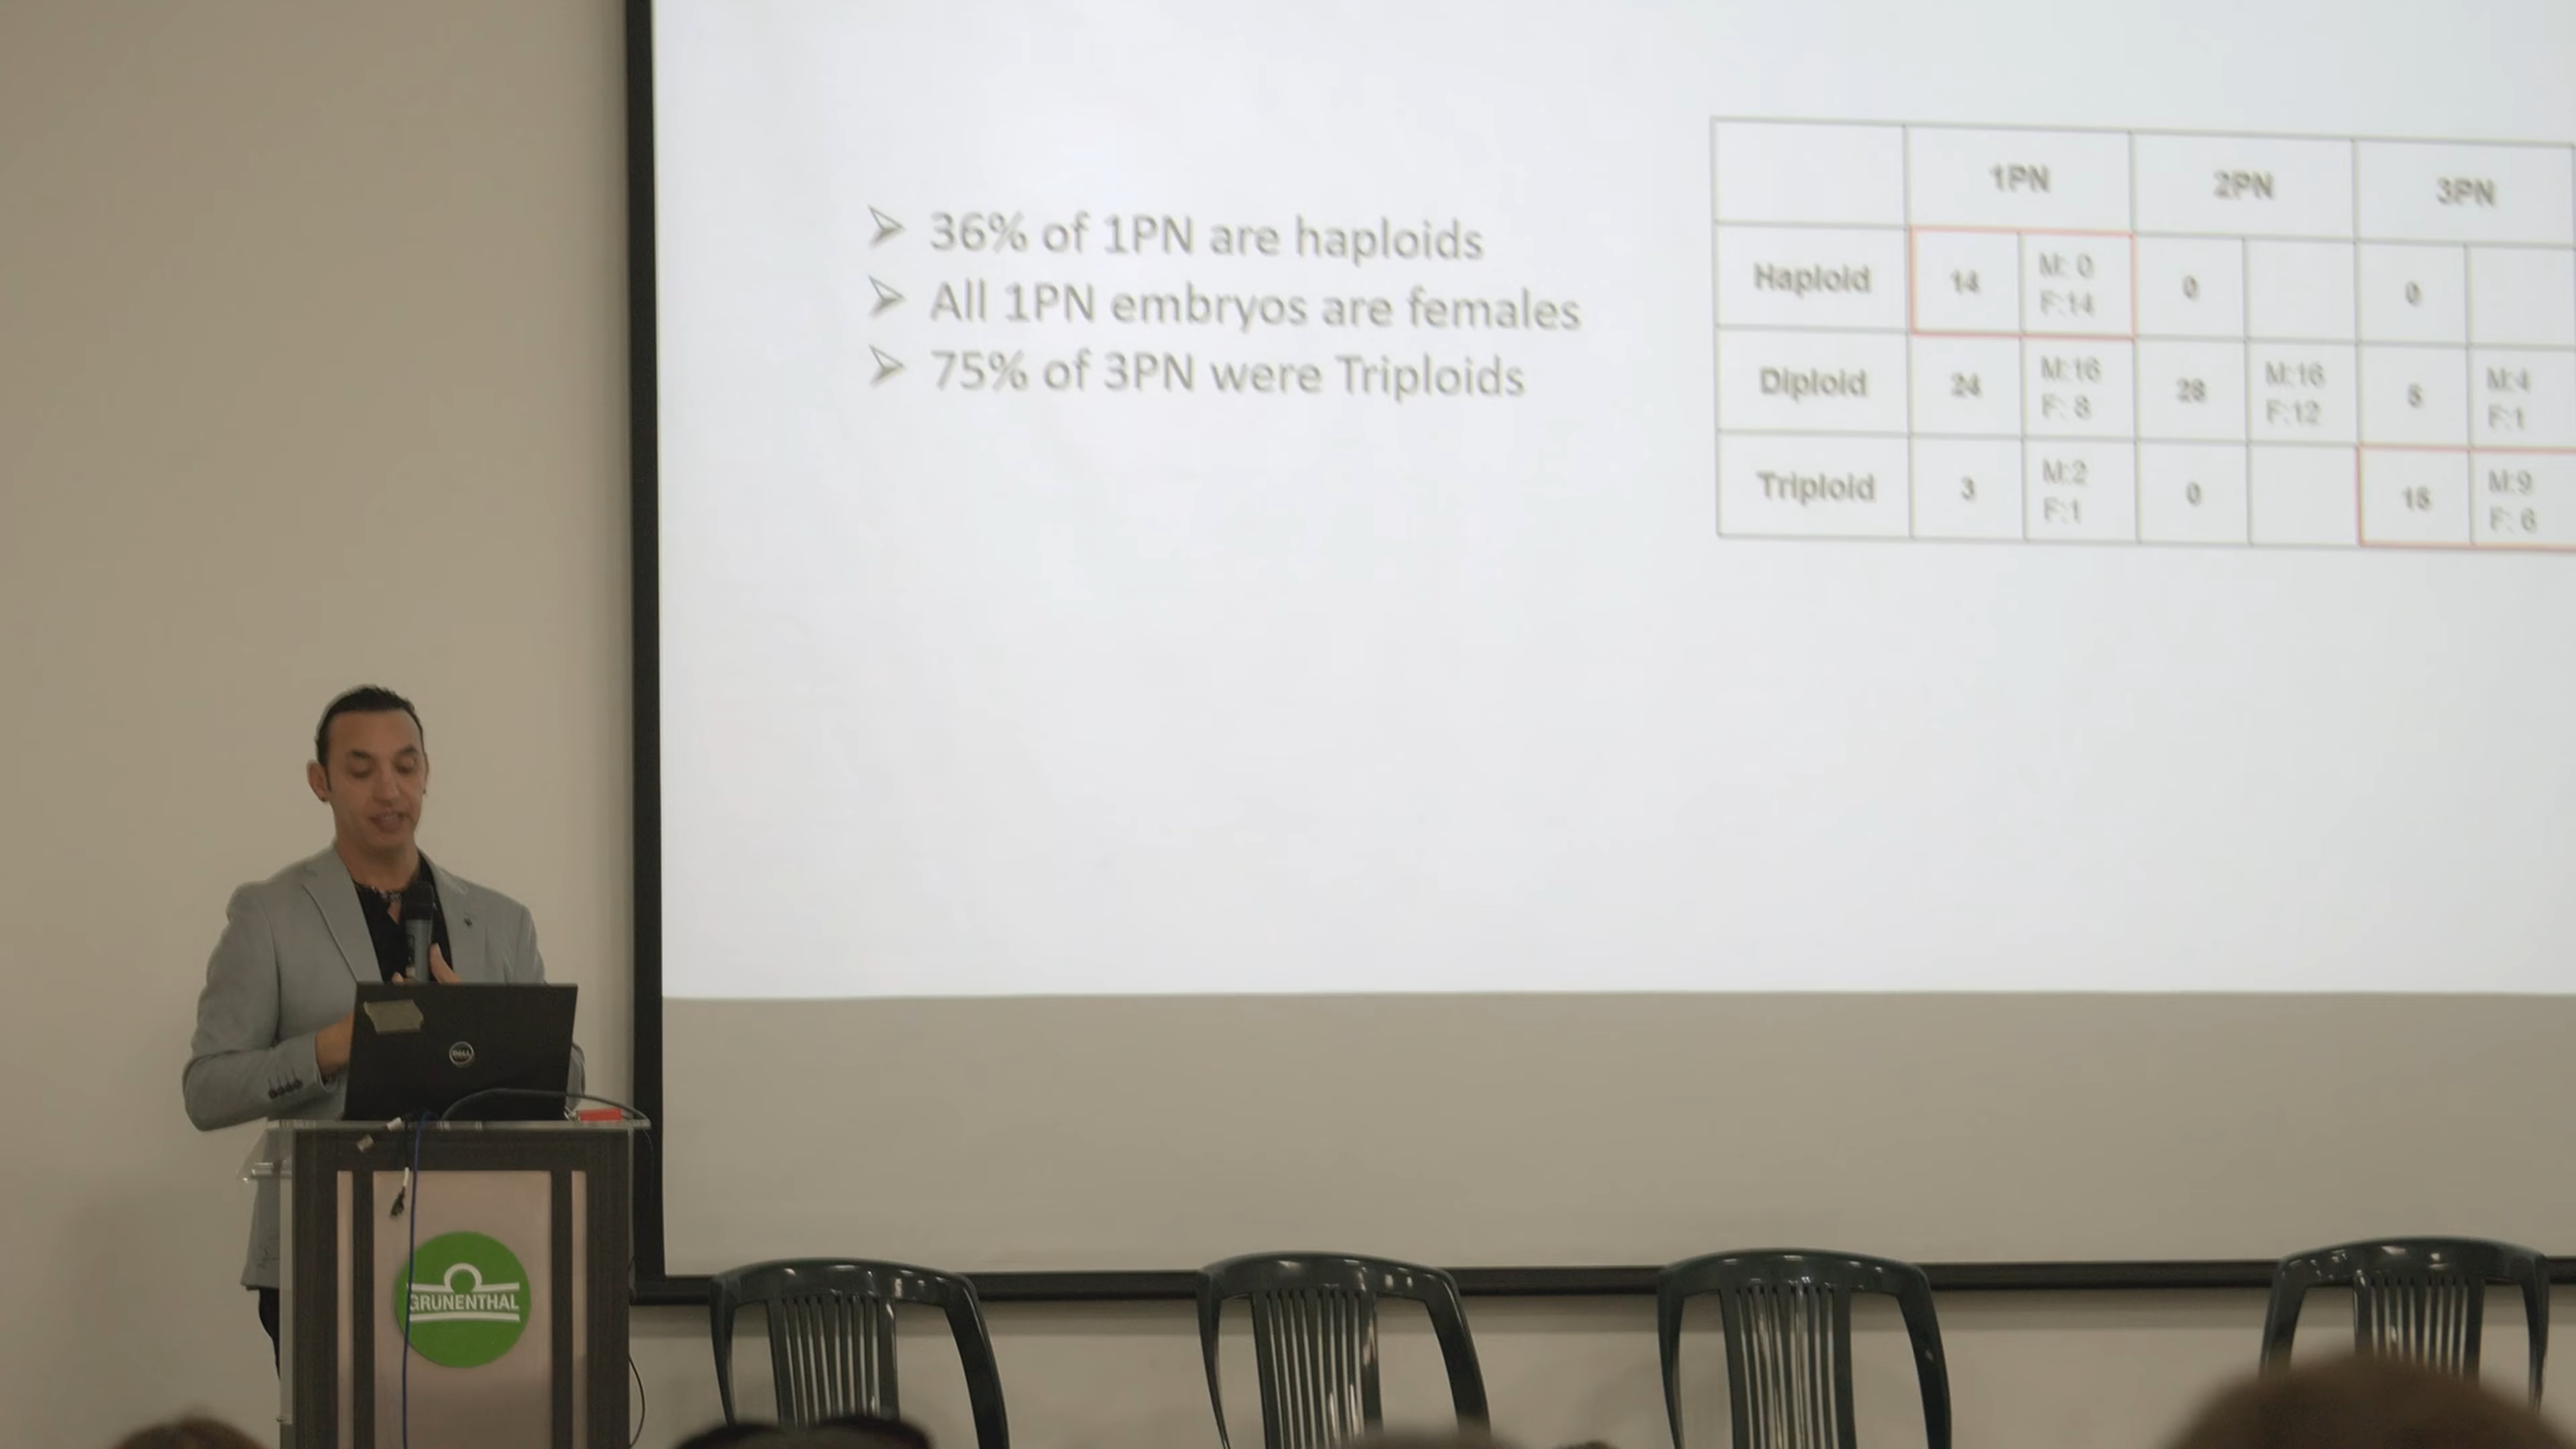 36% of 1PN are haploids
All 1PN embryos are females
75% of 3PN were Triploids
1PN 2PN 3PN
Haploid 14 M: 0 0 0
F:14
Diploid 24 M:16 28 M:16 5 M:4
F: 8 F:12 F:1
Triploid 3 M:2 0 15 M:9
F:1 F: 6
DELL
GRUNENTHAL